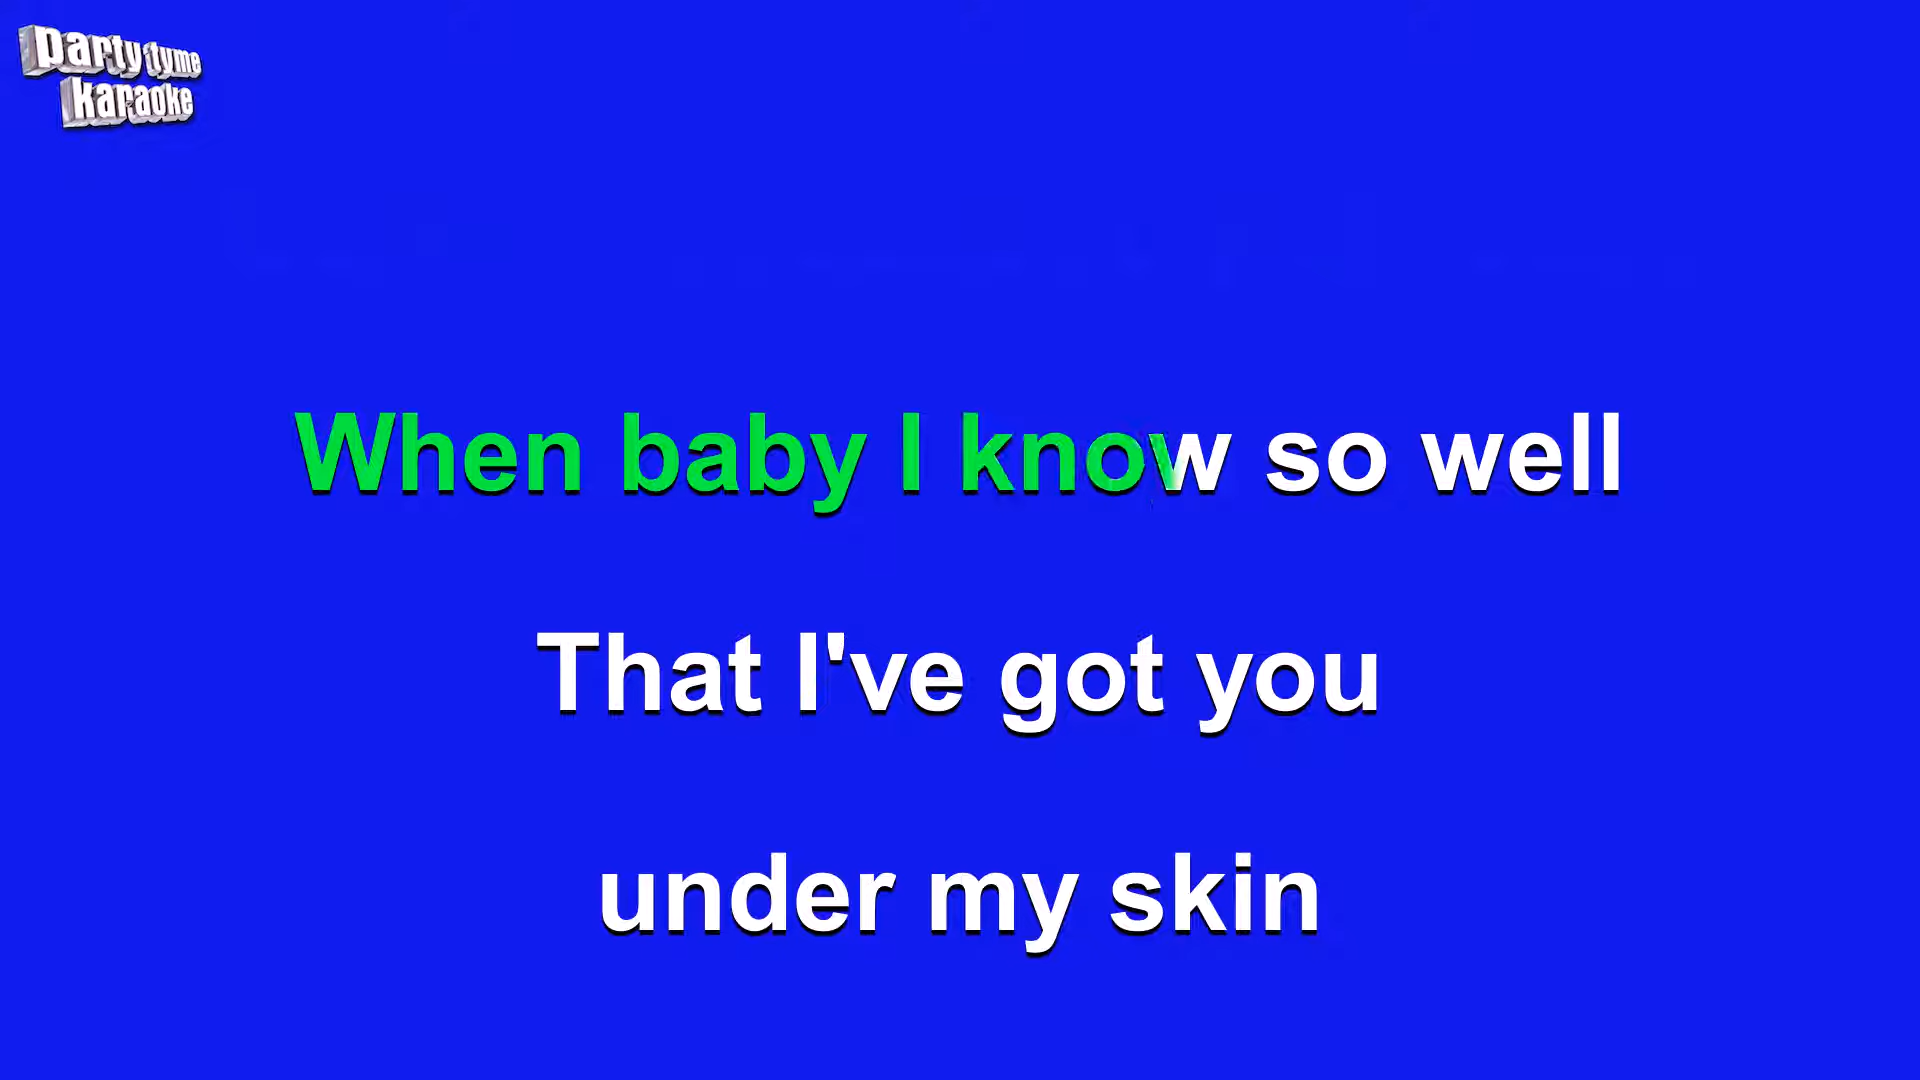 party tyme
karaoke
When baby I know so well
That I've got you
under my skin